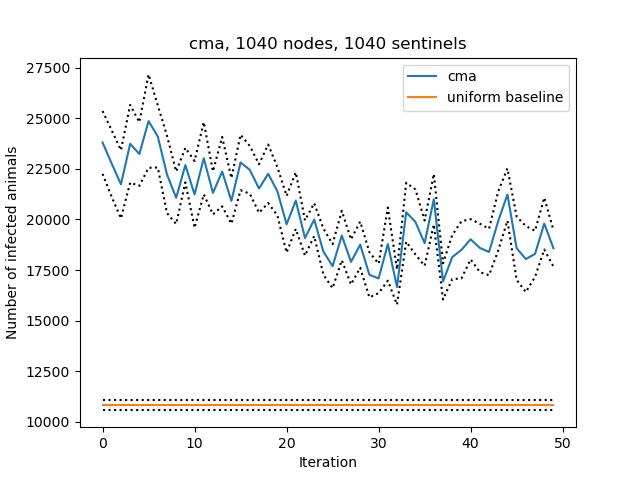 cma, 1040 nodes, 1040 sentinels
27500
25000
22500
20000
17500
15000
12500
10000
Number of infected animals
cma
uniform baseline
0 10 20 30 40 50
Iteration